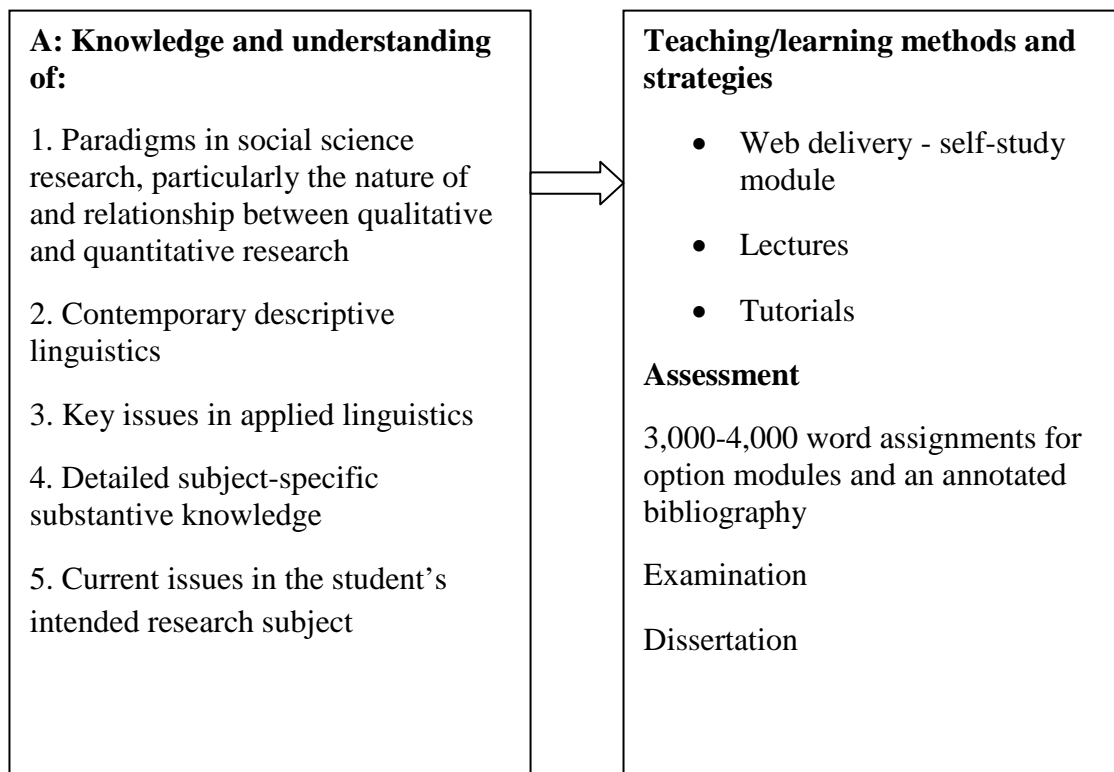 A: Knowledge and understanding
of:
1. Paradigms in social science
research, particularly the nature of
and relationship between qualitative
and quantitative research
2. Contemporary descriptive
linguistics
3. Key issues in applied linguistics
4. Detailed subject-specific
substantive knowledge
5. Current issues in the student’s
intended research subject
Teaching/learning methods and
strategies
• Web delivery - self-study
module
• Lectures
• Tutorials
Assessment
3,000-4,000 word assignments for
option modules and an annotated
bibliography
Examination
Dissertation